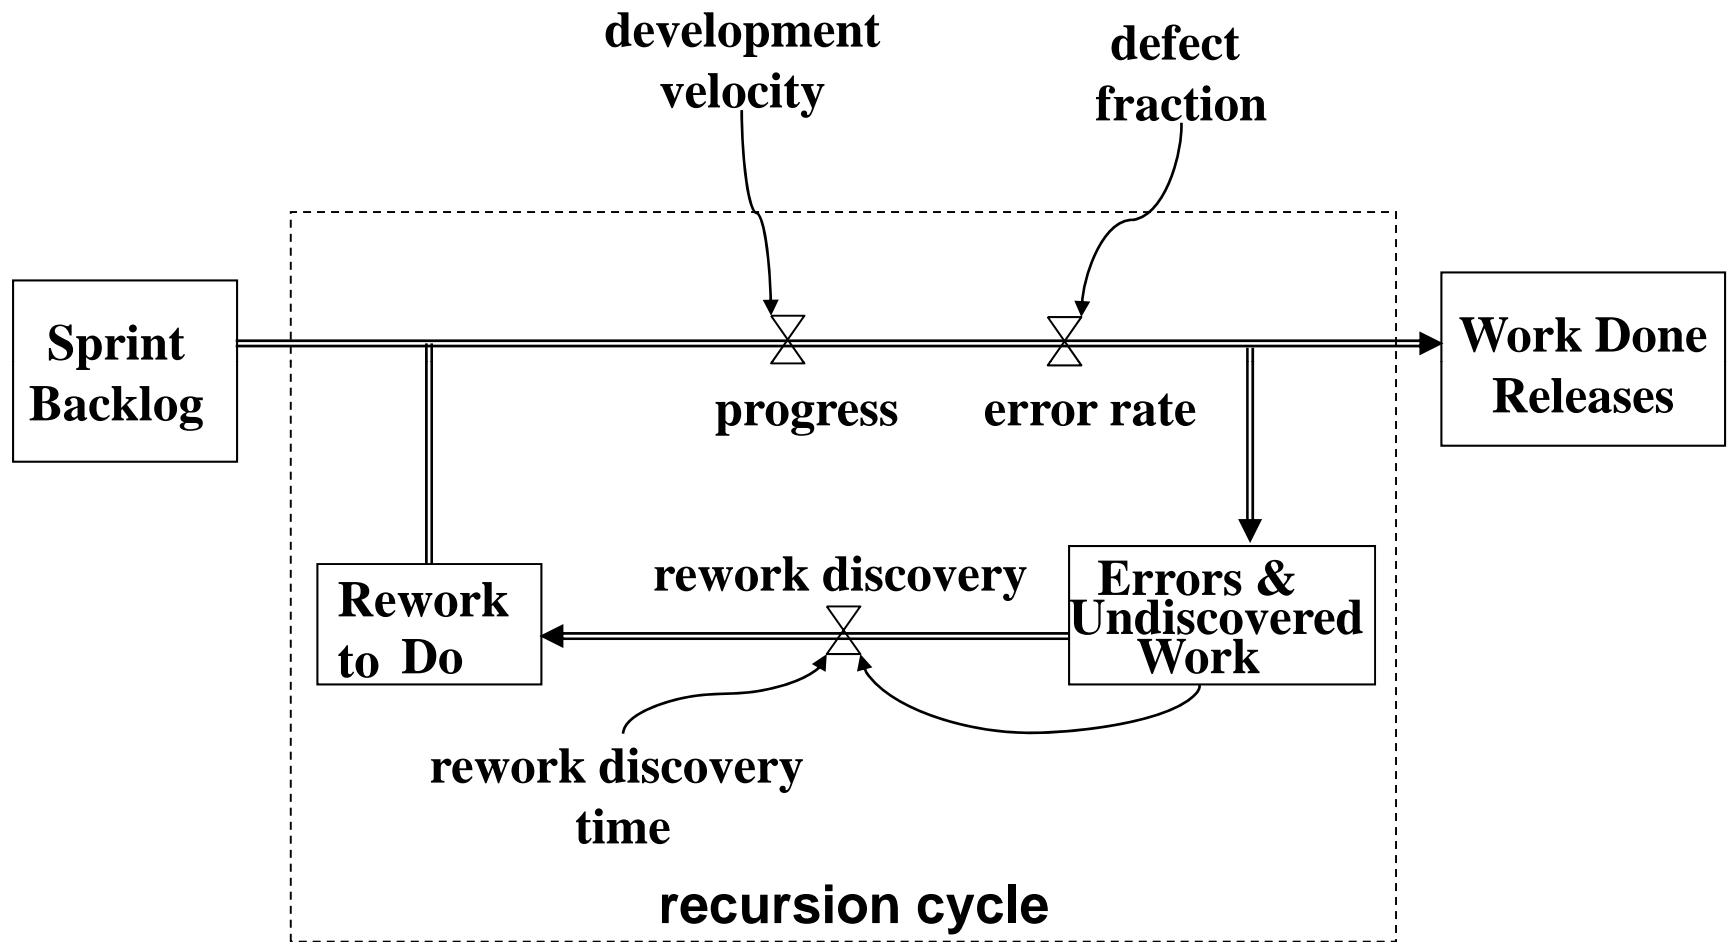 development
velocity
defect
fraction
Sprint
Backlog
Work Done
Releases
progress
error rate
rework discovery
Rework
to Do
Errors &
Undiscovered
Work
rework discovery
time
recursion cycle